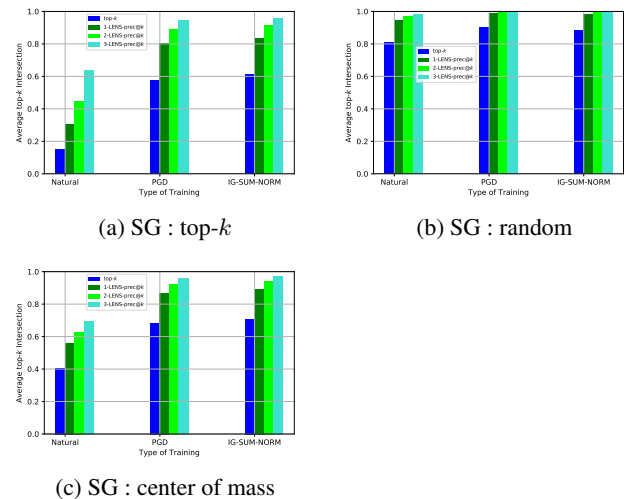 1.0
0.8
0.6
0.4
0.2
0.0
Average top-k Intersection
top-k
1-LENS-prec@k
2-LENS-prec@k
3-LENS-prec@k
Natural PGD IG-SUM-NORM
Type of Training
(a) SG : top-k
1.0
0.8
0.6
0.4
0.2
0.0
Average top-k Intersection
top-k
1-LENS-prec@k
2-LENS-prec@k
3-LENS-prec@k
Natural PGD IG-SUM-NORM
Type of Training
(b) SG : random
1.0
0.8
0.6
0.4
0.2
0.0
Average top-k Intersection
top-k
1-LENS-prec@k
2-LENS-prec@k
3-LENS-prec@k
Natural PGD IG-SUM-NORM
Type of Training
(c) SG : center of mass